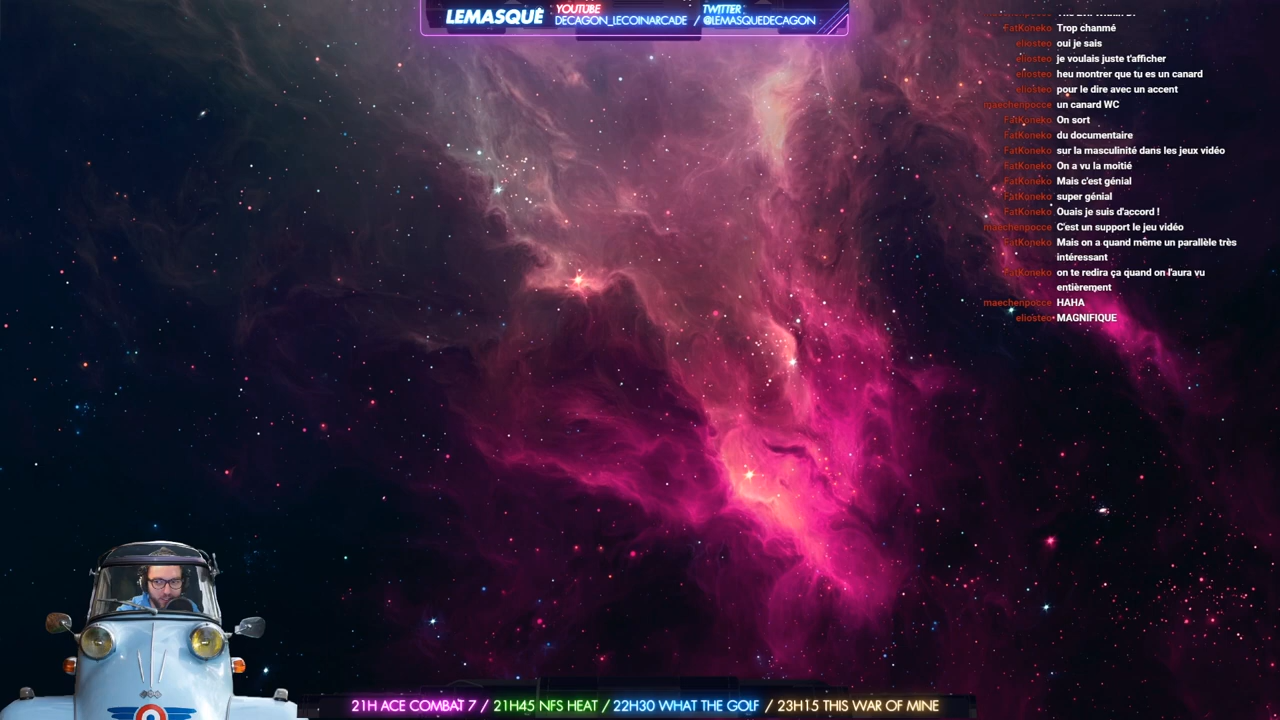 LEMASQUÉ YOUTUBE TWITTER
DECAGON_LECOINARCADE / @LEMASQUEDECAGON
FatKoneko Trop chanmé
eliosteo oui je sais
eliosteo je voulais juste t'afficher
eliosteo heu montrer que tu es un canard
eliosteo pour le dire avec un accent
maechenpocce un canard WC
FatKoneko On sort
FatKoneko du documentaire
FatKoneko sur la masculinité dans les jeux vidéo
FatKoneko On a vu la moitié
FatKoneko Mais c'est génial
FatKoneko super génial
FatKoneko Ouais je suis d'accord !
maechenpocce C'est un support le jeu vidéo
FatKoneko Mais on a quand même un parallèle très
intéressant
FatKoneko on te redira ça quand on l'aura vu
entièrement
maechenpocce HAHA
eliosteo MAGNIFIQUE
21H ACE COMBAT 7 / 21H45 NFS HEAT / 22H30 WHAT THE GOLF / 23H15 THIS WAR OF MINE